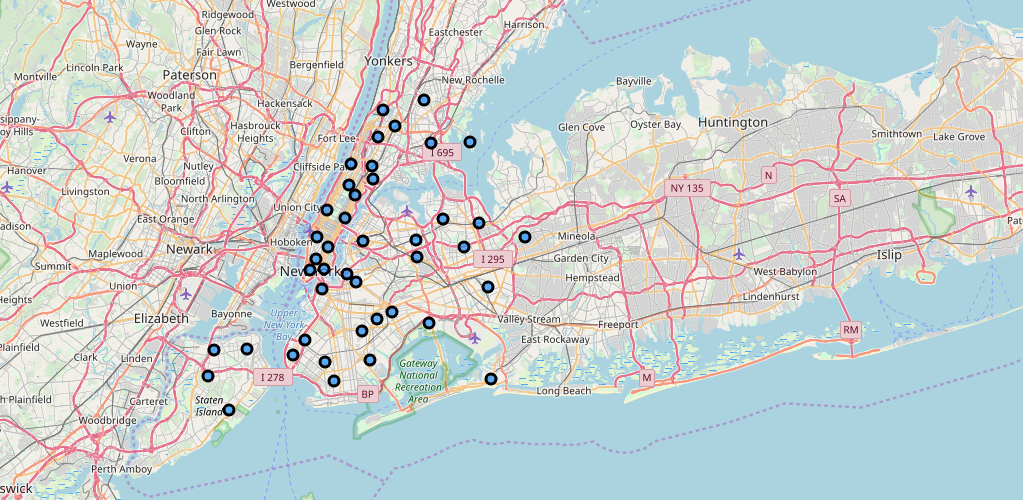 Westwood
Ridgewood
Glen Rock
Harrison
Eastchester
Wayne
Fair Lawn
Lincoln Park
Bergenfield
Yonkers
Montville
Paterson
New Rochelle
Bayville
Woodland
Park
Hackensack
Huntington
Hasbrouck
Heights
Glen Cove
Oyster Bay
Clifton
Fort Lee
Smithtown
Lake Grove
Verona
I 695
Hanover
Nutley
Cliffside Park
N
Bloomfield
NY 135
Livingston
North Arlington
SA
Union City
East Orange
Mineola
Hoboken
Newark
Maplewood
Islip
I 295
Garden City
Summit
New York
Hempstead
West Babylon
Union
Lindenhurst
Bayonne
Upper
New York
Bay
Elizabeth
Valley Stream
Freeport
Westfield
RM
East Rockaway
Plainfield
Clark
Linden
Gateway
National
Recreation
Area
I 278
M
Long Beach
BP
Carteret
Staten
Island
h Plainfield
Woodbridge
Perth Amboy
swick